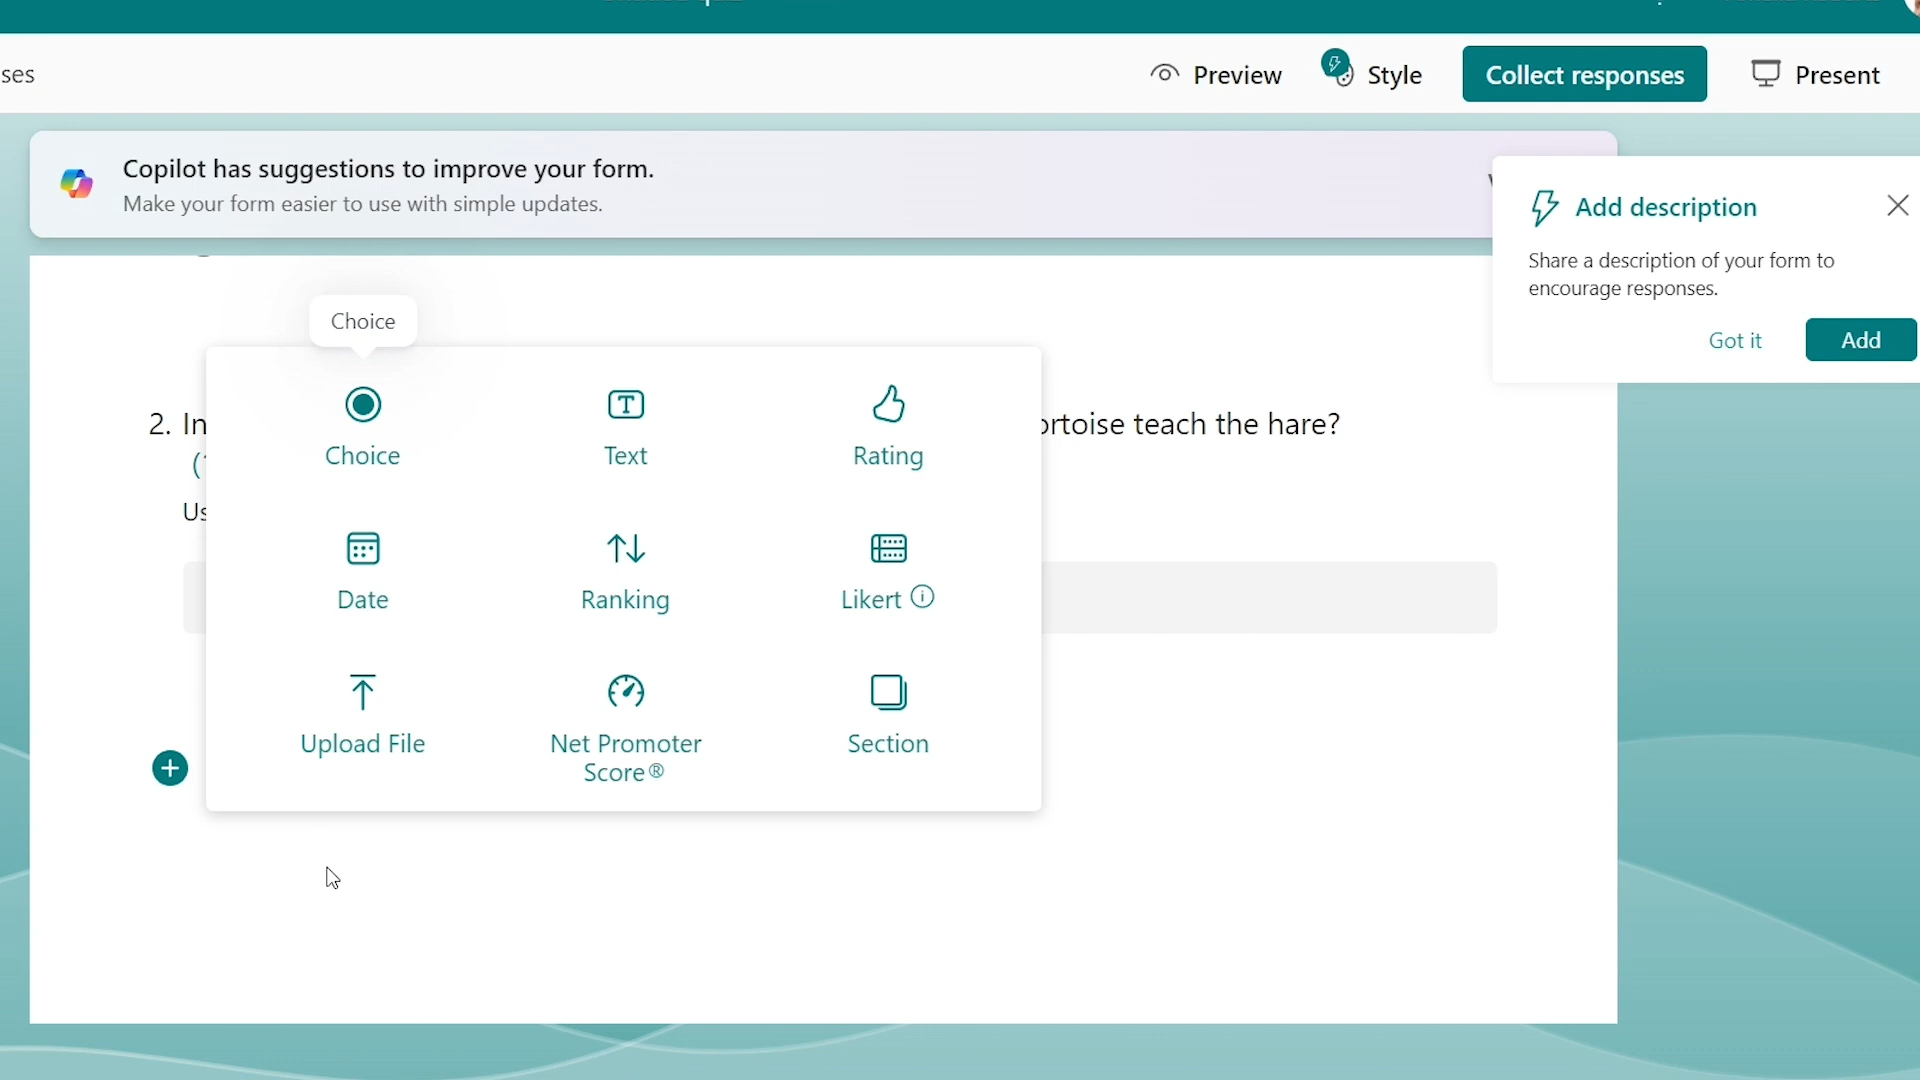 ses
Preview
Style
Collect responses
Present
Copilot has suggestions to improve your form.
Make your form easier to use with simple updates.
Add description
Share a description of your form to
encourage responses.
Got it
Add
Choice
2. In
ortoise teach the hare?
Us
Choice
Text
Rating
Date
Ranking
Likert
Upload File
Net Promoter
Score®
Section